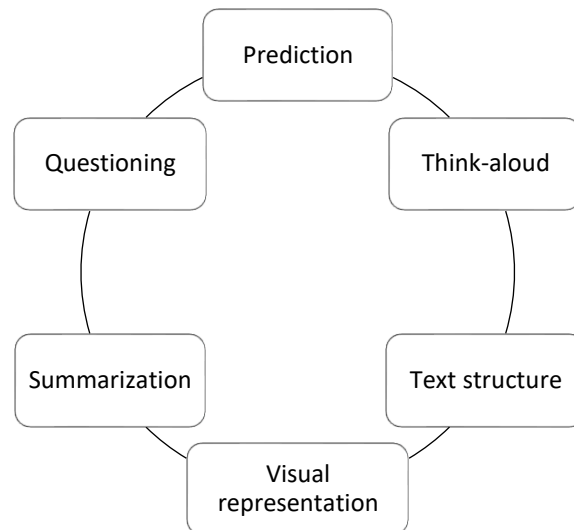 Prediction
Questioning
Think-aloud
Summarization
Text structure
Visual
representation